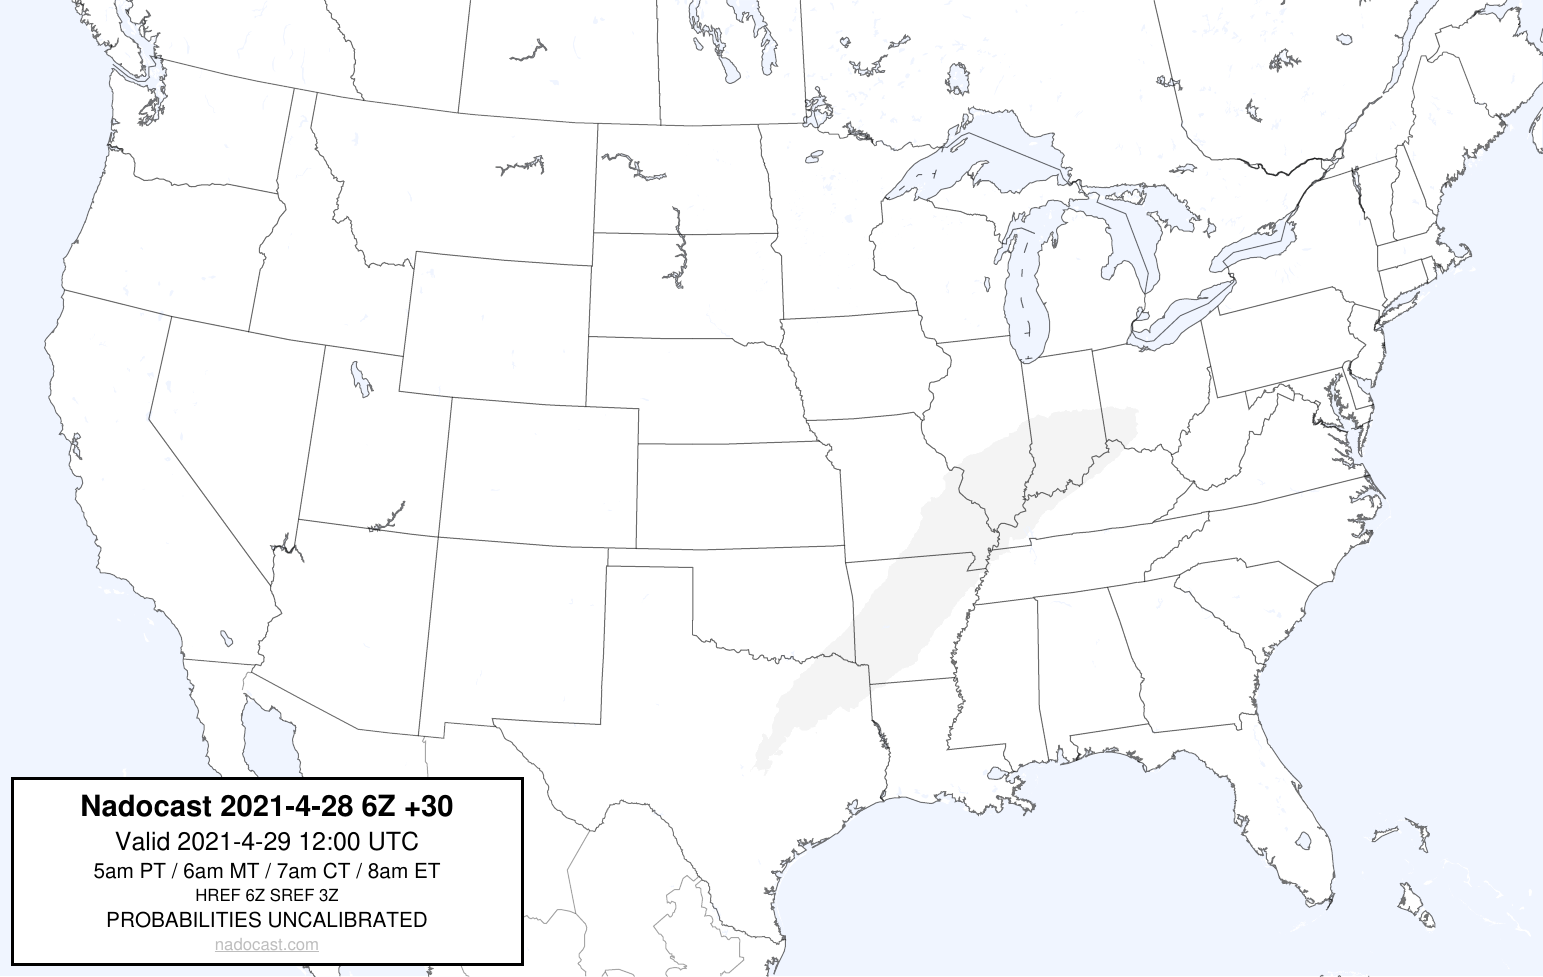 Nadocast 2021-4-28 6Z +30
Valid 2021-4-29 12:00 UTC
5am PT / 6am MT / 7am CT / 8am ET
HREF 6Z SREF 3Z
PROBABILITIES UNCALIBRATED
nadocast.com